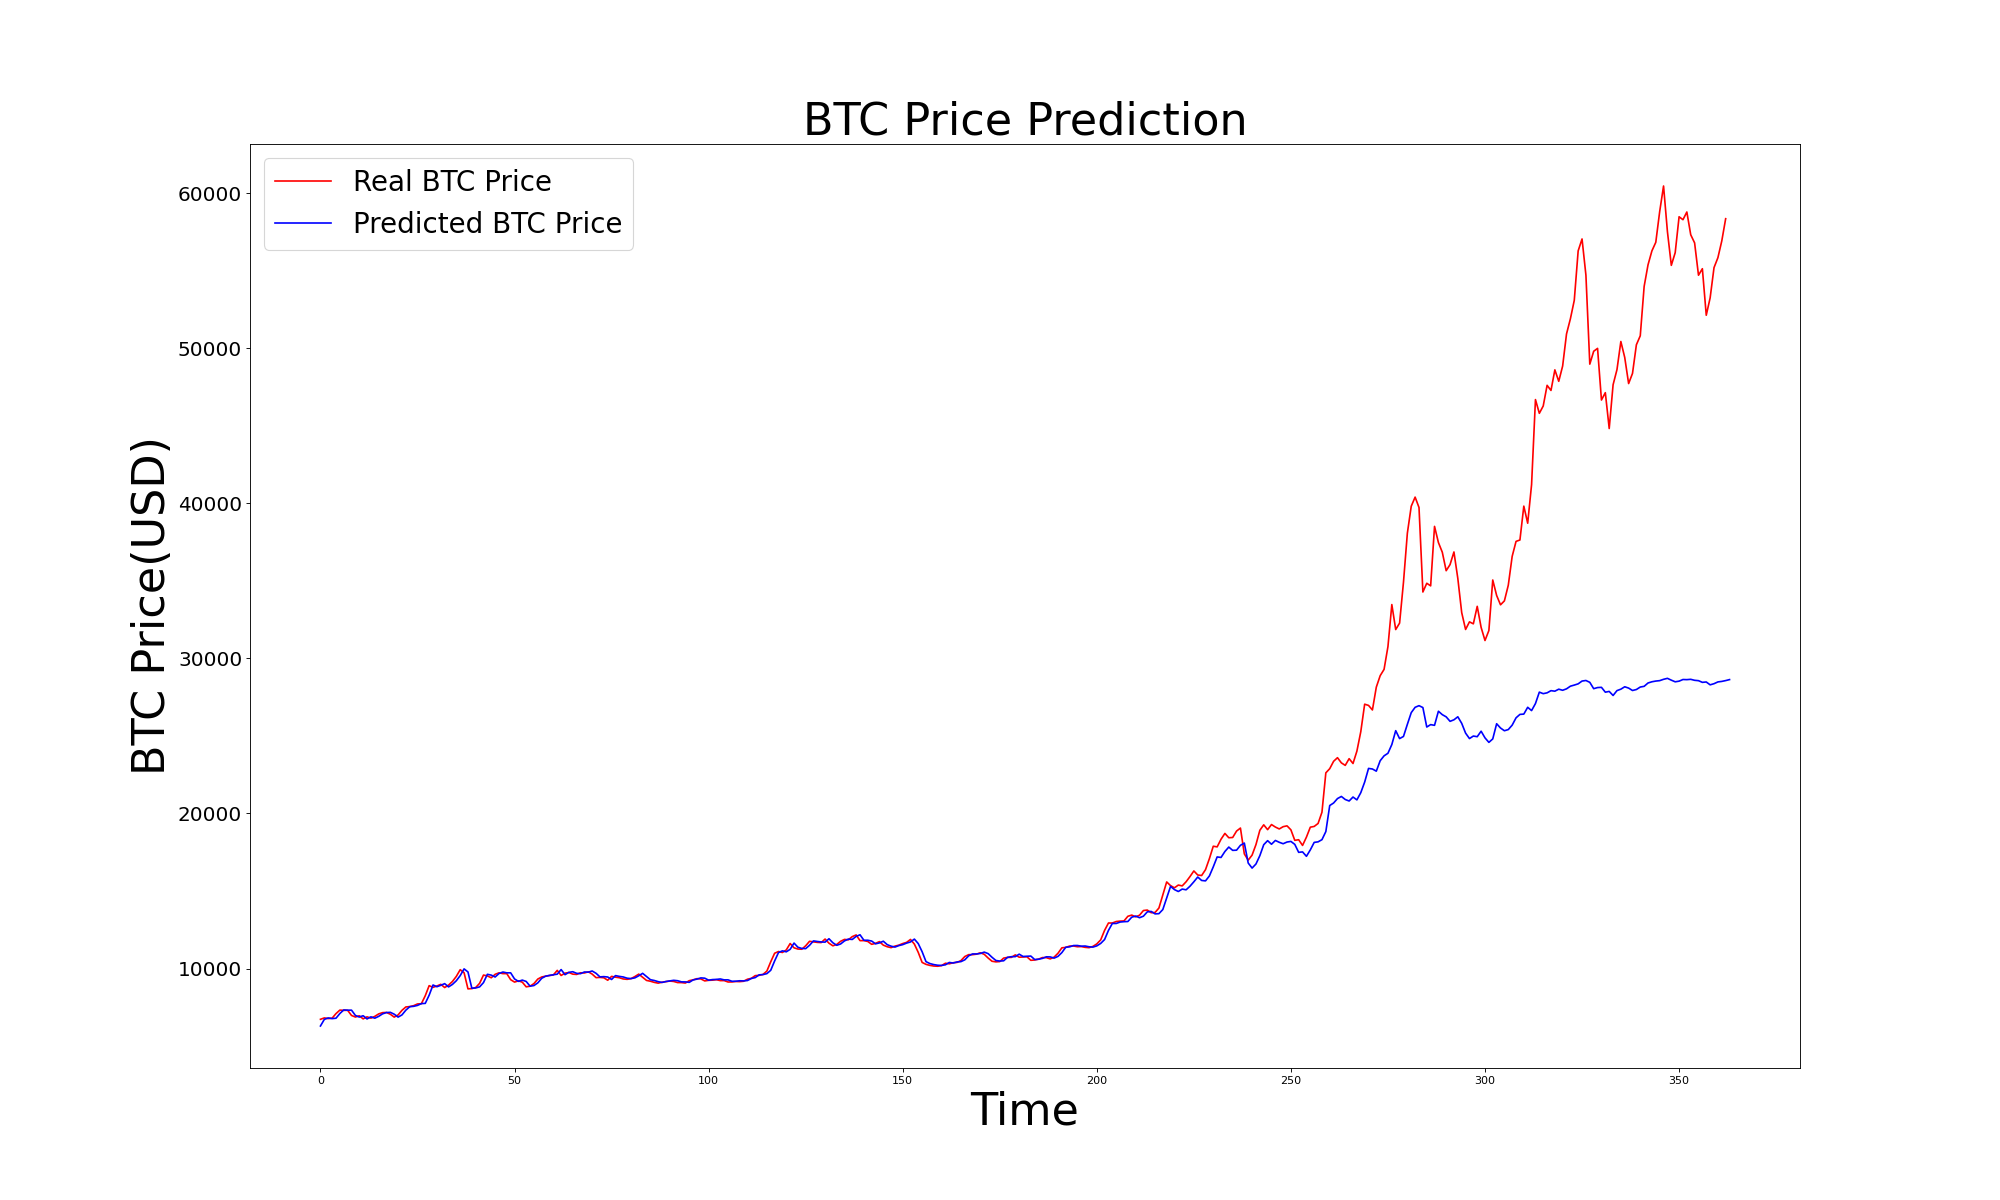 BTC Price Prediction
Real BTC Price
Predicted BTC Price
BTC Price(USD)
60000
50000
40000
30000
20000
10000
0 50 100 150 200 250 300 350
Time